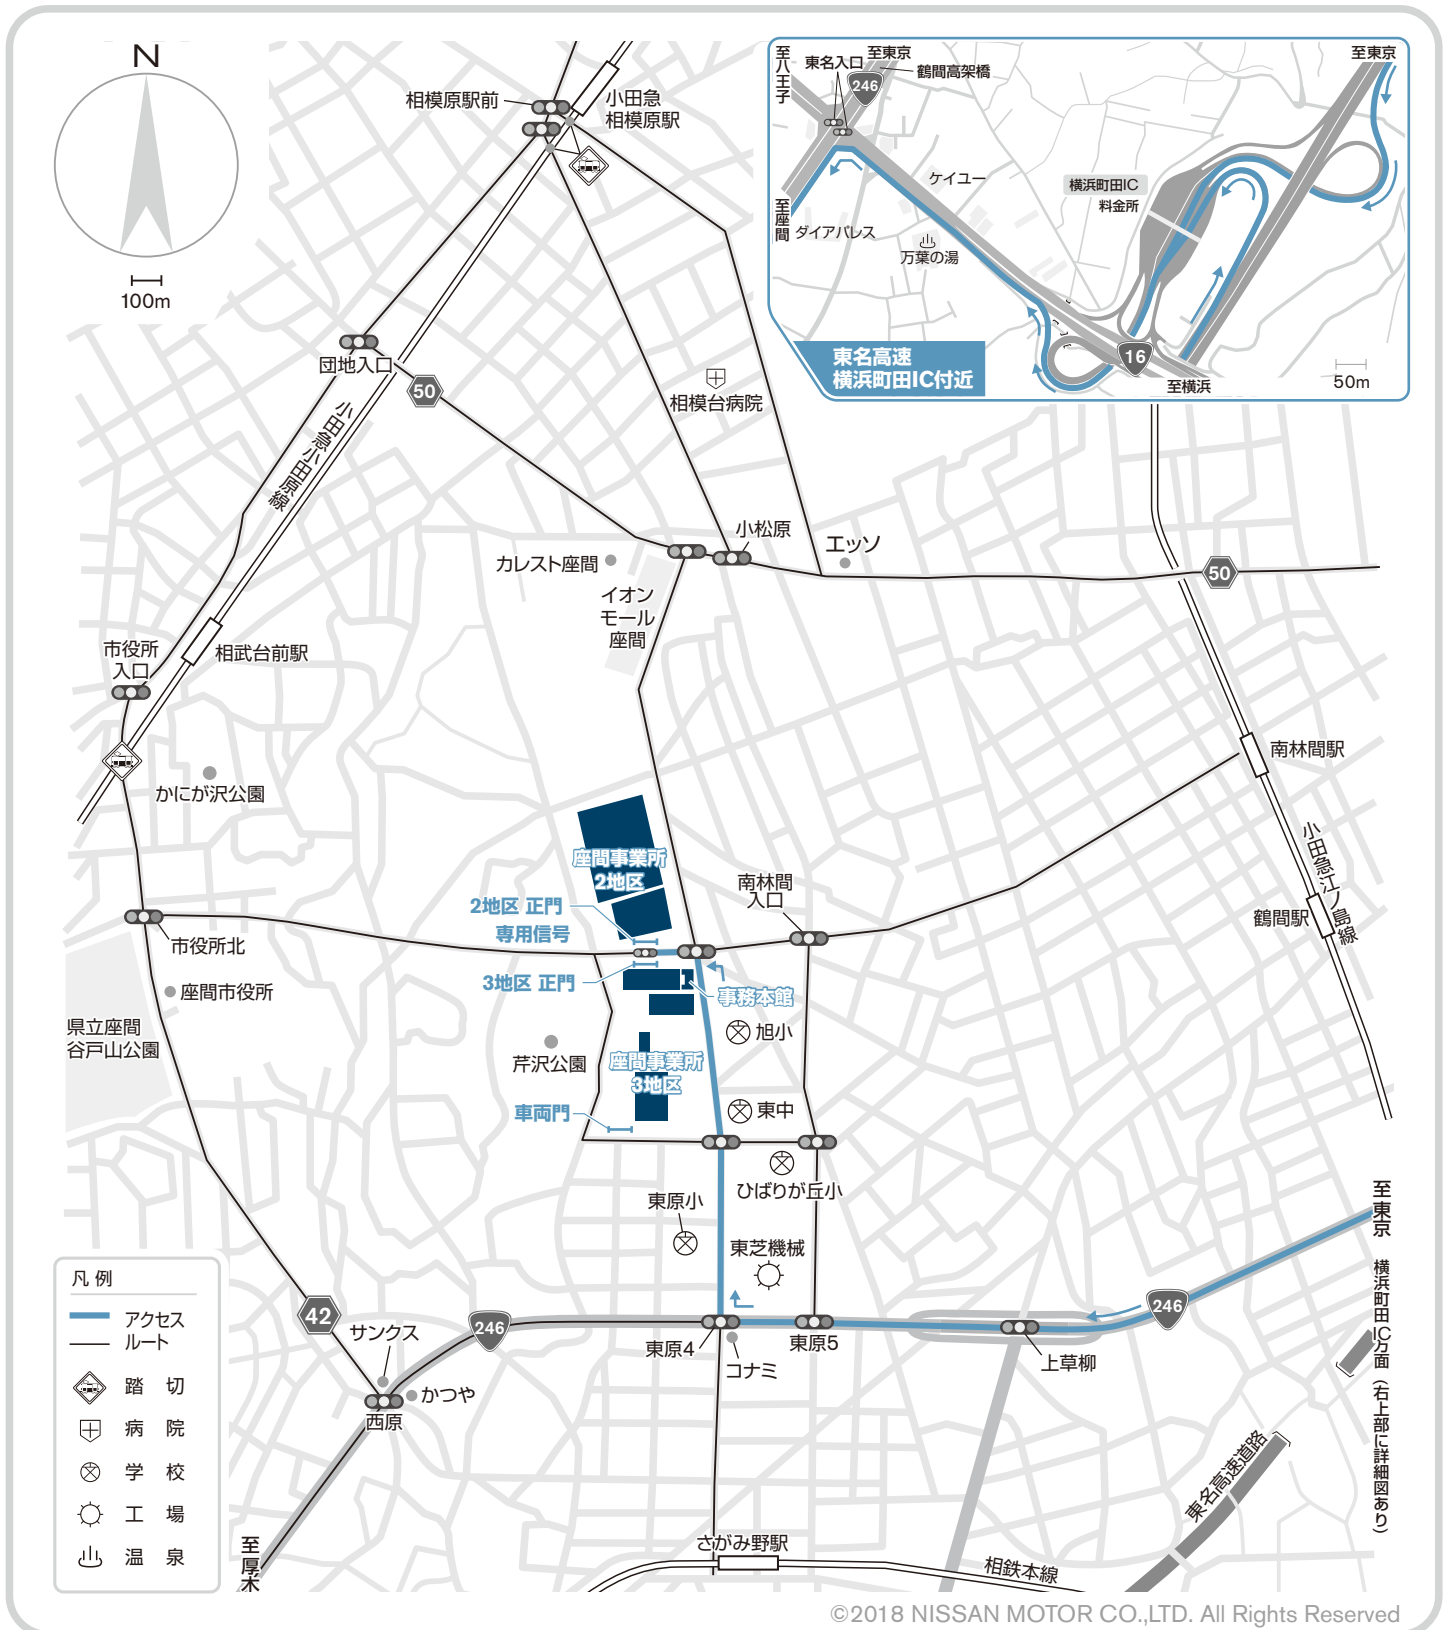 N
100m
相模原駅前
小田急
相模原駅
団地入口
50
小田急小田原線
相模台病院
至八王子
東名入口
至東京
246
鶴間高架橋
至東京
至座間
ダイアパレス
ケイユー
万葉の湯
横浜町田IC
料金所
16
至横浜
50m
東名高速
横浜町田IC付近
カレスト座間
小松原
エッソ
イオン
モール
座間
50
市役所
入口
相武台前駅
かにが沢公園
南林間駅
小田急江ノ島線
鶴間駅
座間事業所
2地区
2地区 正門
専用信号
南林間
入口
市役所北
座間市役所
3地区 正門
事務本館
県立座間
谷戸山公園
芹沢公園
旭小
座間事業所
3地区
車両門
東中
ひばりが丘小
東原小
東芝機械
至東京
横浜町田IC方面(右上部に詳細図あり)
凡 例
アクセス
ルート
踏 切
病 院
学 校
工 場
温 泉
42
サンクス
246
東原4
コナミ
東原5
上草柳
246
かつや
西原
至厚木
さがみ野駅
相鉄本線
東名高速道路
©2018 NISSAN MOTOR CO.,LTD. All Rights Reserved